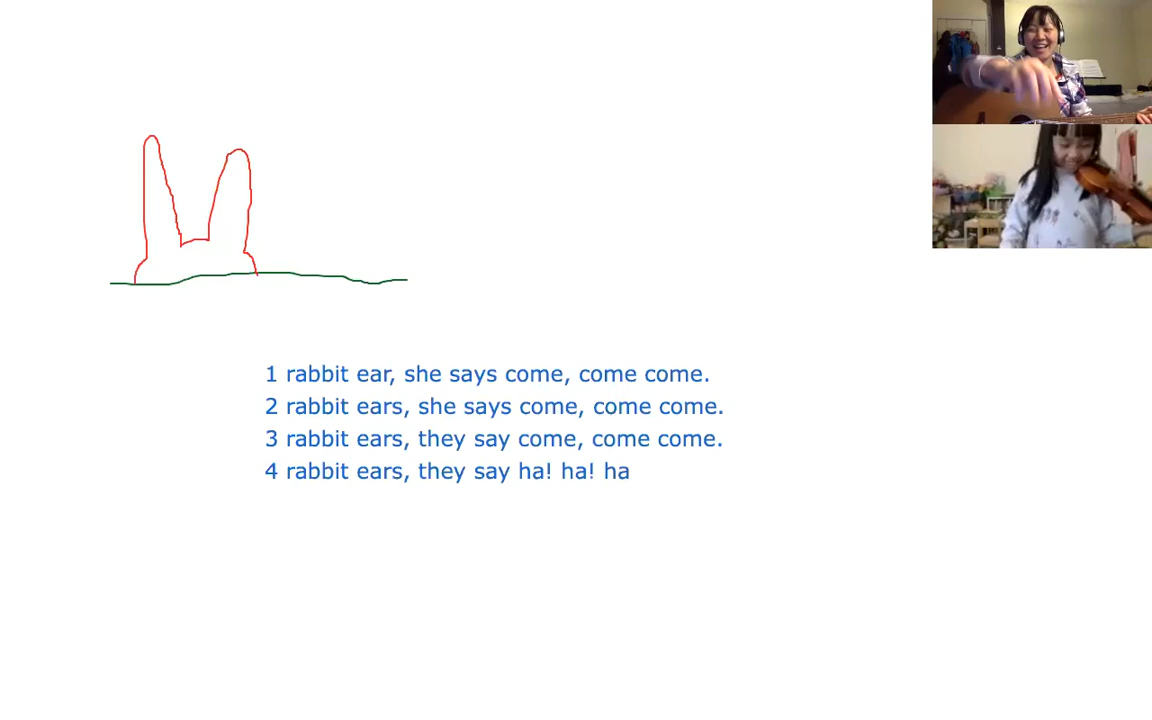 1 rabbit ear, she says come, come come.
2 rabbit ears, she says come, come come.
3 rabbit ears, they say come, come come.
4 rabbit ears, they say ha! ha! ha